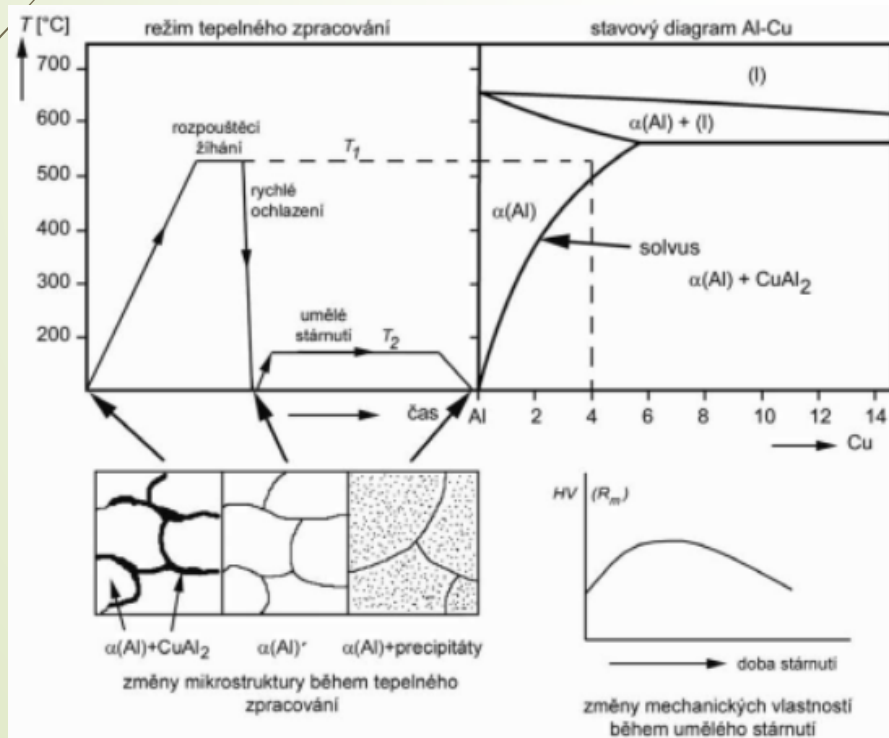 T [°C]
režim tepelného zpracování
stavový diagram Al-Cu
700
600
500
400
300
200
rozpouštěcí
žíhání
T1
rychlé
ochlazení
umělé
stárnutí
T2
čas
(l)
α(Al) + (l)
α(Al)
solvus
α(Al) + CuAl2
Al 2 4 6 8 10 12 14
Cu
α(Al)+CuAl2
α(Al)´
α(Al)+precipitáty
změny mikrostruktury během tepelného
zpracování
HV (Rm)
doba stárnutí
změny mechanických vlastností
během umělého stárnutí